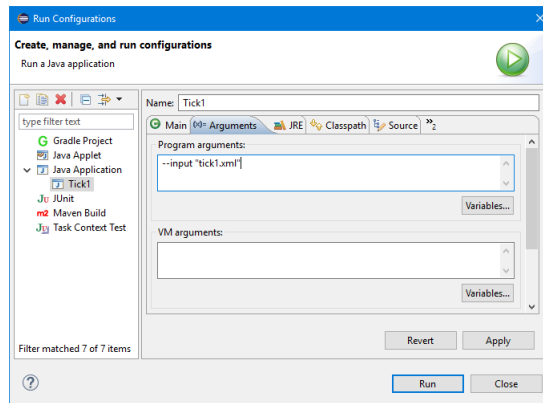 Run Configurations
Create, manage, and run configurations
Run a Java application
type filter text
Gradle Project
Java Applet
Java Application
Tick1
JUnit
Maven Build
Task Context Test
Filter matched 7 of 7 items
Name: Tick1
Main (x)= Arguments JRE Classpath Source »2
Program arguments:
--input "tick1.xml"
Variables...
VM arguments:
Variables...
Revert Apply
Run Close